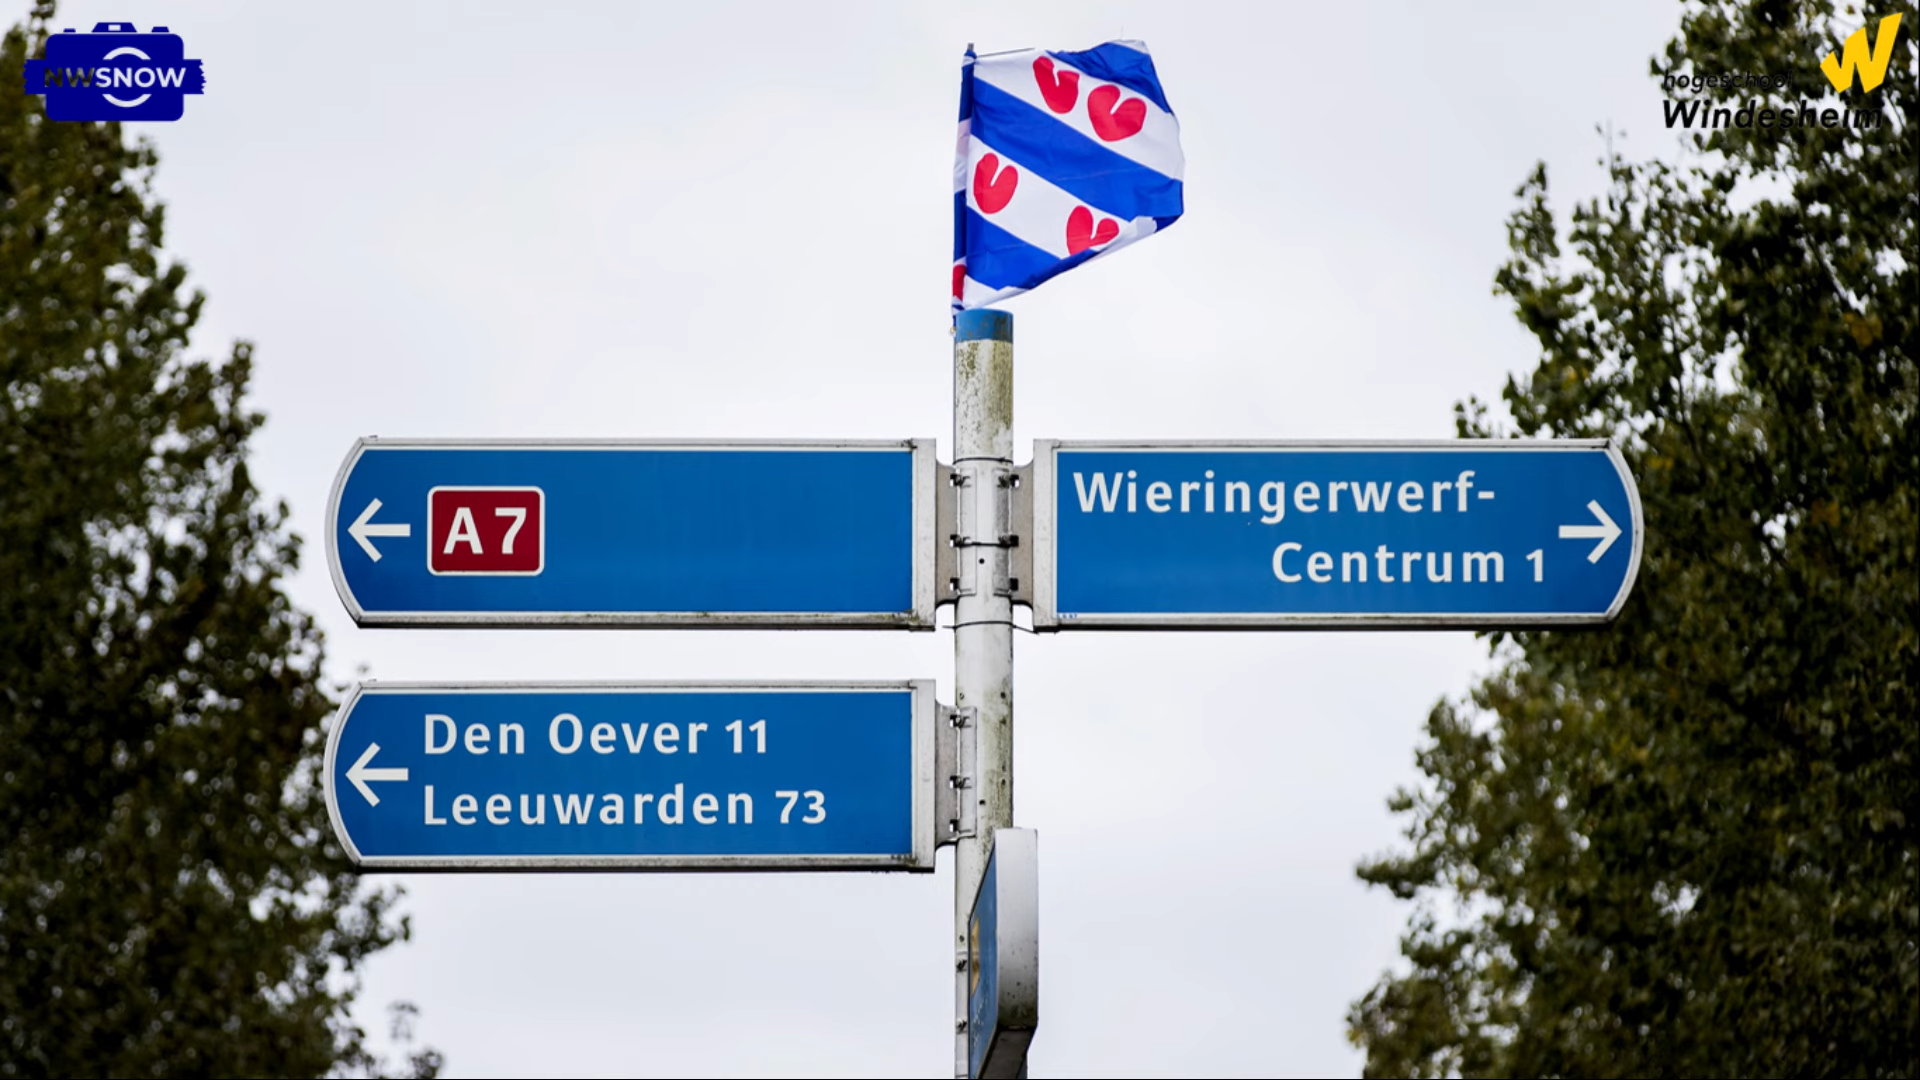 NWSNOW
hogeschool
Windesheim
A7
Wieringerwerf-
Centrum 1
Den Oever 11
Leeuwarden 73